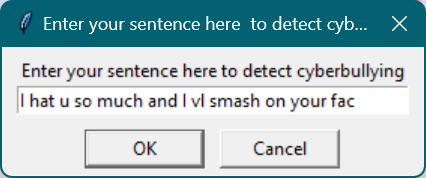 Enter your sentence here  to detect cyb...
Enter your sentence here to detect cyberbullying
I hat u so much and I vl smash on your fac
OK
Cancel